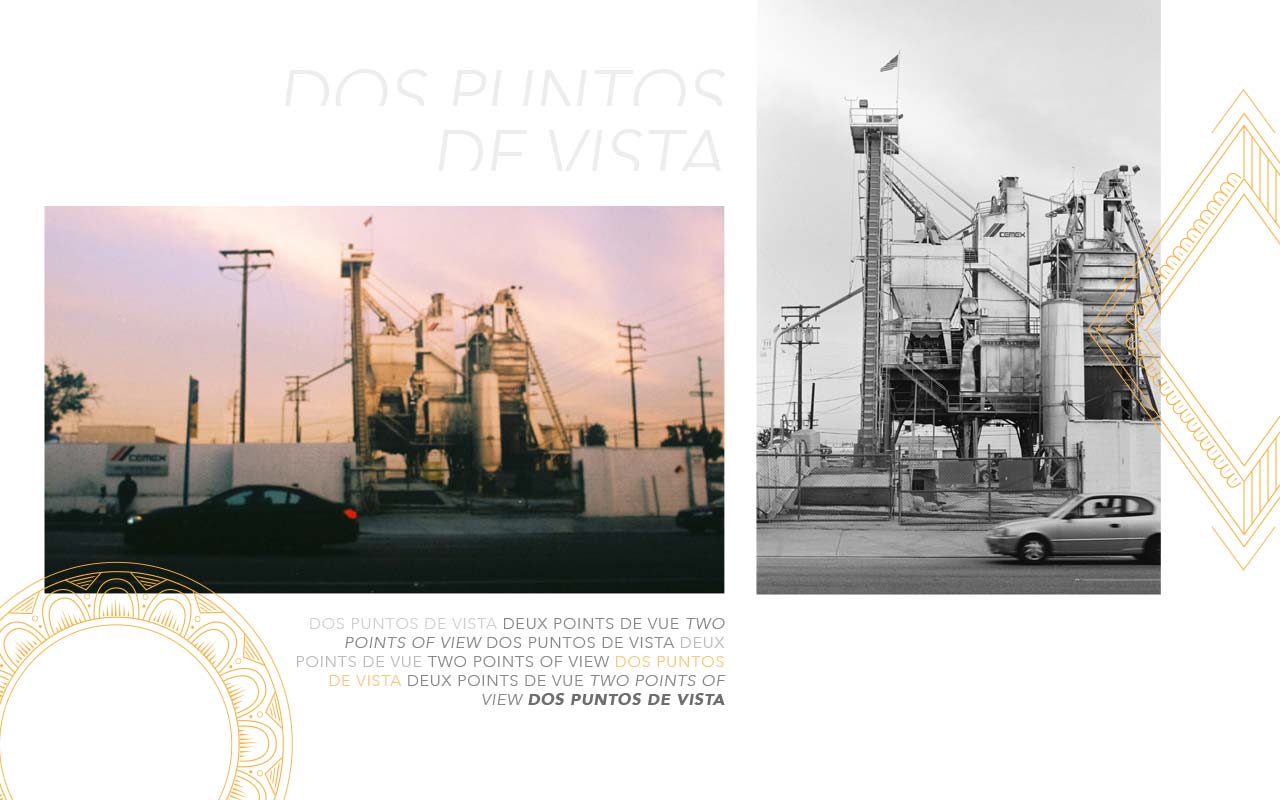 DOS PUNTOS
DE VISTA
CEMEX
CEMEX
DOS PUNTOS DE VISTA DEUX POINTS DE VUE TWO
POINTS OF VIEW DOS PUNTOS DE VISTA DEUX
POINTS DE VUE TWO POINTS OF VIEW DOS PUNTOS
DE VISTA DEUX POINTS DE VUE TWO POINTS OF
VIEW DOS PUNTOS DE VISTA